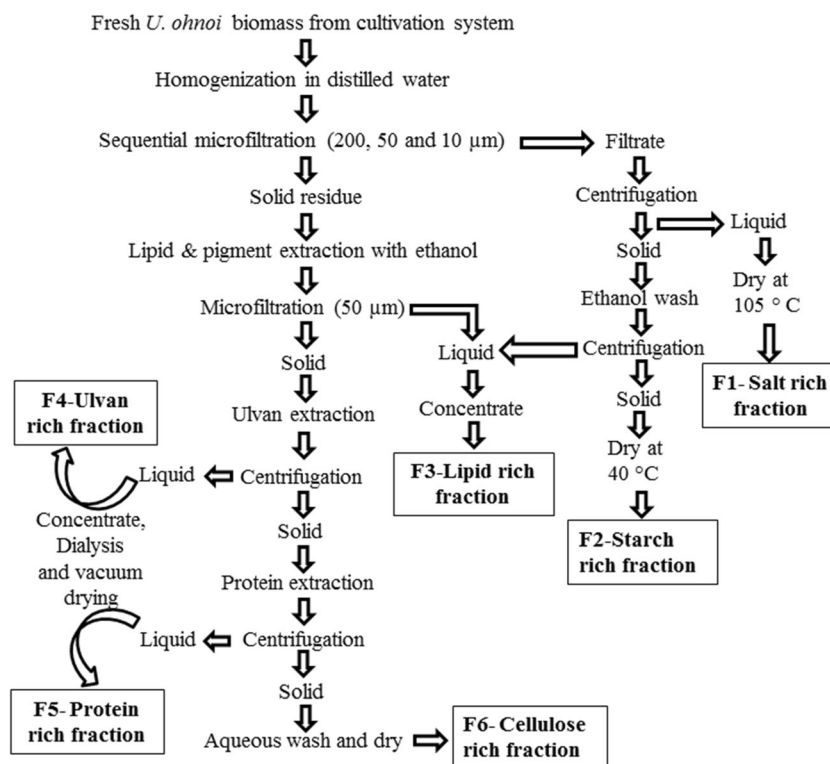 Fresh U. ohnoi biomass from cultivation system
Homogenization in distilled water
Sequential microfiltration (200, 50 and 10 µm)
Filtrate
Solid residue
Centrifugation
Liquid
Lipid & pigment extraction with ethanol
Solid
Dry at
105 ° C
Ethanol wash
Microfiltration (50 µm)
Liquid
Centrifugation
Solid
F1- Salt rich
fraction
F4-Ulvan
rich fraction
Ulvan extraction
Concentrate
Solid
Dry at
40 °C
Liquid
Centrifugation
F3-Lipid rich
fraction
Concentrate,
Dialysis
and vacuum
drying
Solid
F2-Starch
rich fraction
Protein extraction
Liquid
Centrifugation
Solid
F5- Protein
rich fraction
Aqueous wash and dry
F6- Cellulose
rich fraction